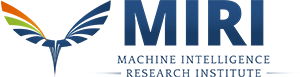 MIRI
MACHINE INTELLIGENCE
RESEARCH INSTITUTE